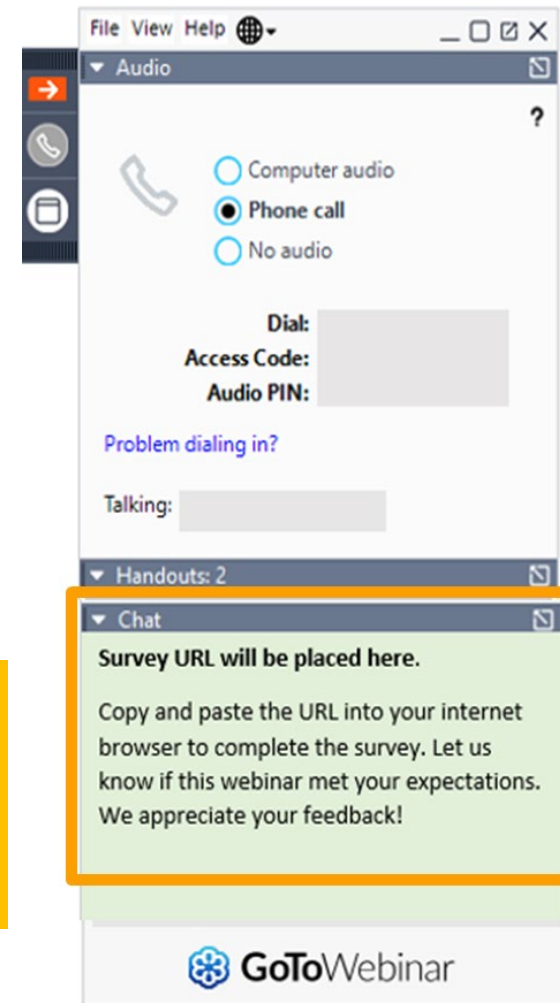 File View Help
Audio
?
Computer audio
Phone call
No audio
Dial:
Access Code:
Audio PIN:
Problem dialing in?
Talking:
Handouts: 2
Chat
Survey URL will be placed here.
Copy and paste the URL into your internet
browser to complete the survey. Let us
know if this webinar met your expectations.
We appreciate your feedback!
GoToWebinar